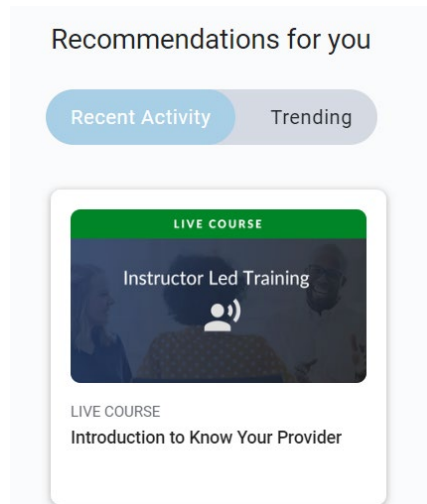 Recommendations for you
Recent Activity
Trending
LIVE COURSE
Instructor Led Training
LIVE COURSE
Introduction to Know Your Provider